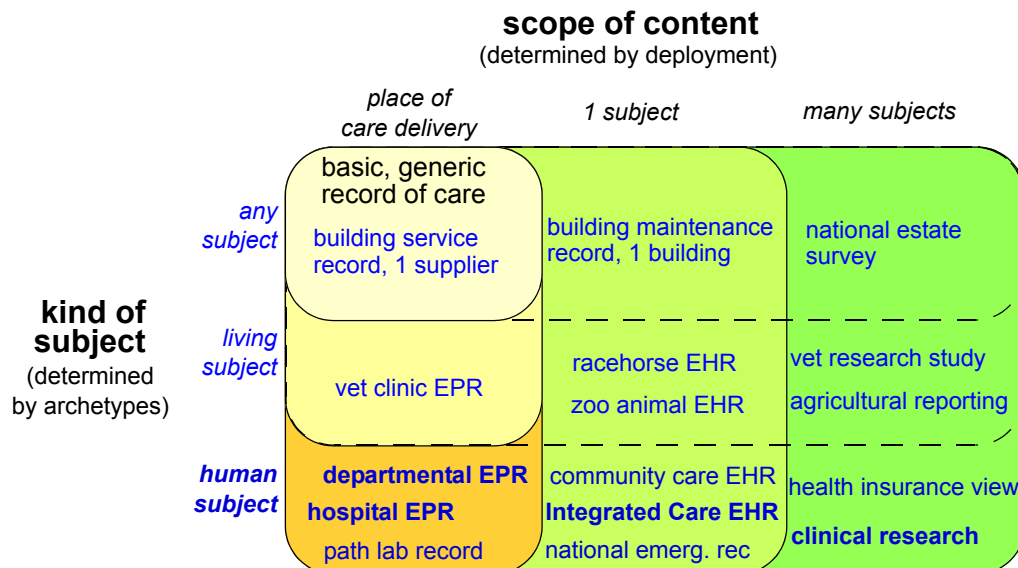 scope of content
(determined by deployment)
place of
care delivery
1 subject
many subjects
basic, generic
record of care
any
subject
building service
record, 1 supplier
building maintenance
record, 1 building
national estate
survey
kind of
subject
(determined
by archetypes)
living
subject
vet clinic EPR
racehorse EHR
zoo animal EHR
vet research study
agricultural reporting
human
subject
departmental EPR
hospital EPR
path lab record
community care EHR
Integrated Care EHR
national emerg. rec
health insurance view
clinical research